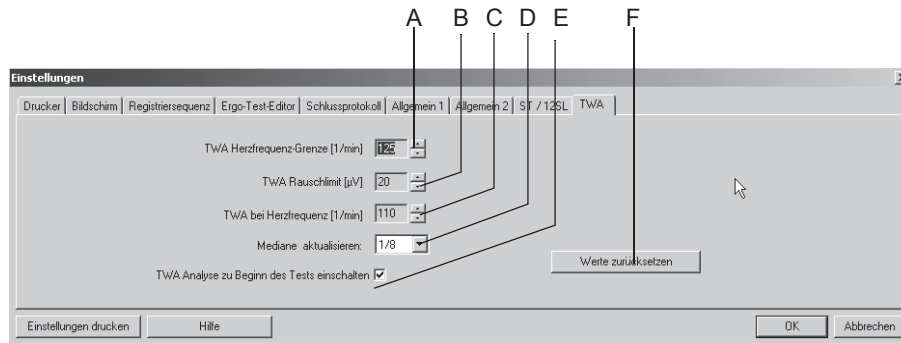 A B C D E F
Einstellungen
Drucker Bildschirm Registriersequenz Ergo-Test-Editor Schlussprotokoll Allgemein 1 Allgemein 2 ST / 12SL TWA
TWA Herzfrequenz-Grenze [1/min] 125
TWA Rauschlimit [µV] 20
TWA bei Herzfrequenz [1/min] 110
Mediane aktualisieren: 1/8
TWA Analyse zu Beginn des Tests einschalten
Werte zurücksetzen
Einstellungen drucken Hilfe OK Abbrechen